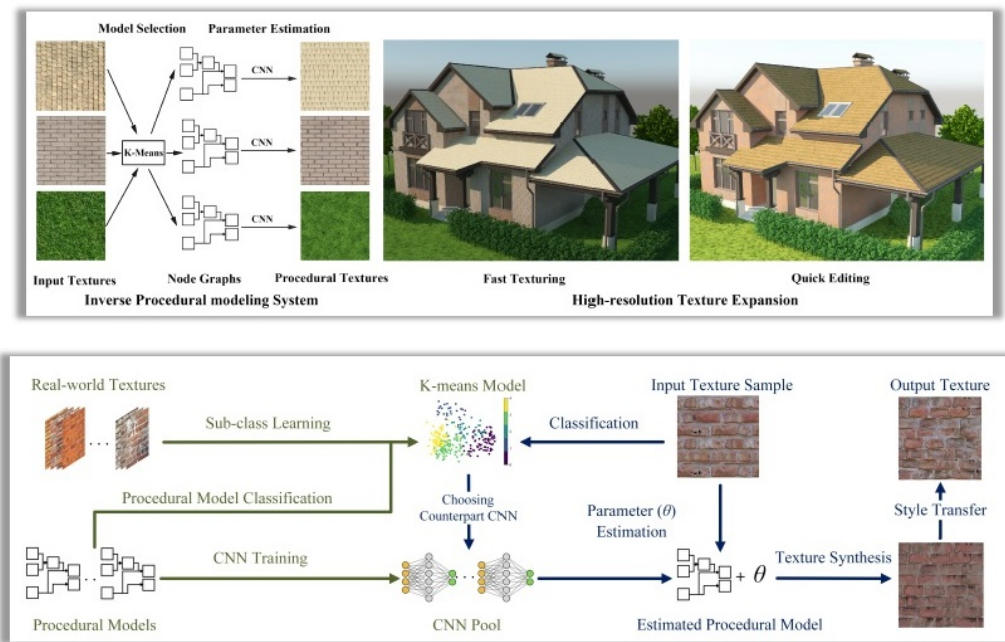 Model Selection
Parameter Estimation
CNN
K-Means
CNN
CNN
Input Textures
Node Graphs
Procedural Textures
Fast Texturing
Quick Editing
Inverse Procedural modeling System
High-resolution Texture Expansion
Real-world Textures
K-means Model
Input Texture Sample
Output Texture
Sub-class Learning
Classification
Procedural Model Classification
Choosing
Counterpart CNN
Parameter (θ)
Estimation
Style Transfer
CNN Training
+ θ
Texture Synthesis
Procedural Models
CNN Pool
Estimated Procedural Model